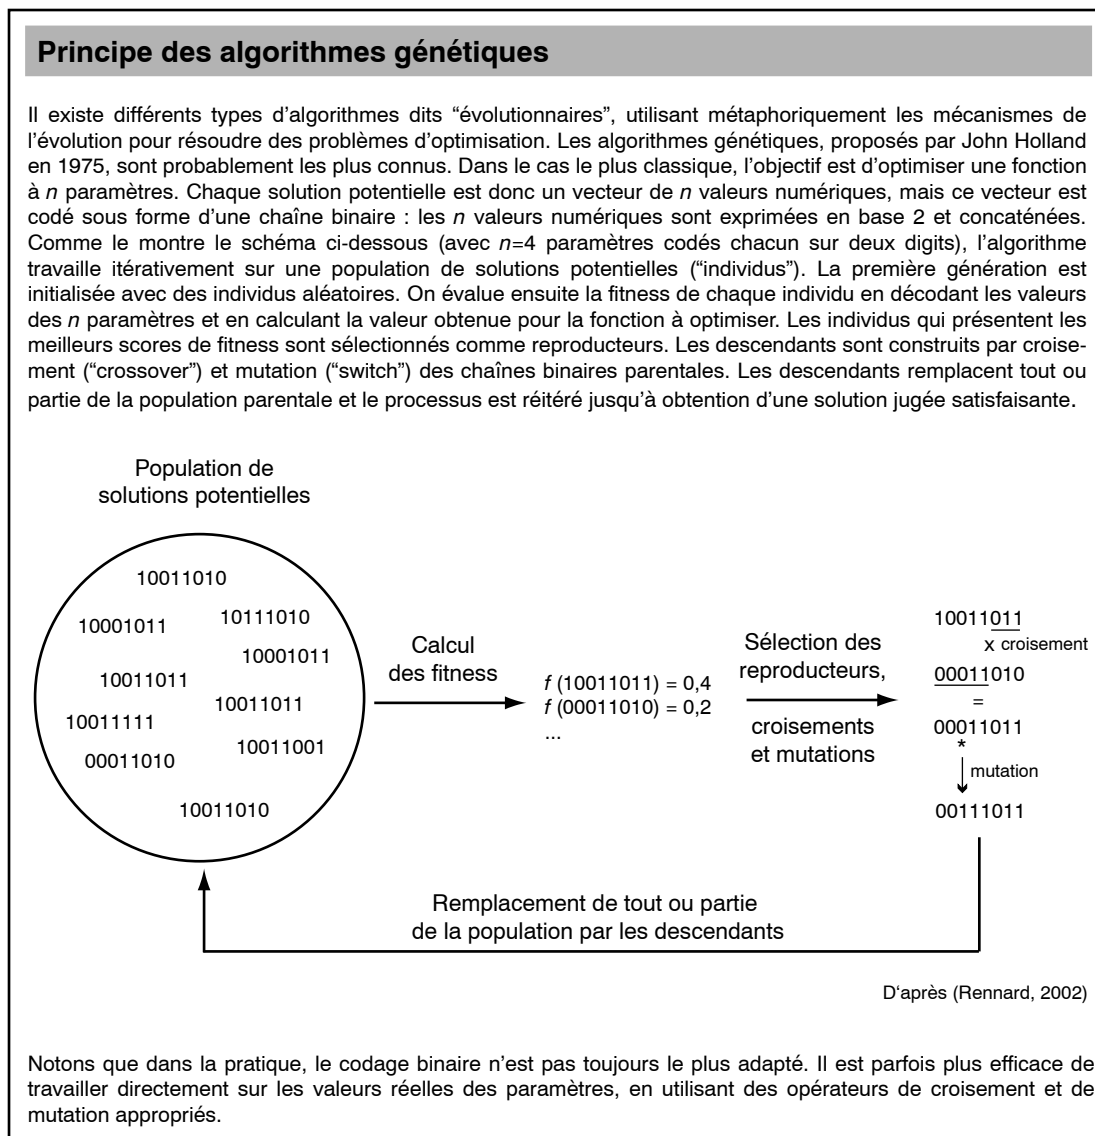 Principe des algorithmes génétiques
Il existe différents types d’algorithmes dits “évolutionnaires”, utilisant métaphoriquement les mécanismes de
l’évolution pour résoudre des problèmes d’optimisation. Les algorithmes génétiques, proposés par John Holland
en 1975, sont probablement les plus connus. Dans le cas le plus classique, l’objectif est d’optimiser une fonction
à n paramètres. Chaque solution potentielle est donc un vecteur de n valeurs numériques, mais ce vecteur est
codé sous forme d’une chaîne binaire : les n valeurs numériques sont exprimées en base 2 et concaténées.
Comme le montre le schéma ci-dessous (avec n=4 paramètres codés chacun sur deux digits), l’algorithme
travaille itérativement sur une population de solutions potentielles (“individus”). La première génération est
initialisée avec des individus aléatoires. On évalue ensuite la fitness de chaque individu en décodant les valeurs
des n paramètres et en calculant la valeur obtenue pour la fonction à optimiser. Les individus qui présentent les
meilleurs scores de fitness sont sélectionnés comme reproducteurs. Les descendants sont construits par croise-
ment (“crossover”) et mutation (“switch”) des chaînes binaires parentales. Les descendants remplacent tout ou
partie de la population parentale et le processus est réitéré jusqu’à obtention d’une solution jugée satisfaisante.
Population de
solutions potentielles
10011010
10001011
10111010
10001011
10011011
10011011
10011111
10011001
00011010
10011010
Calcul
des fitness
f (10011011) = 0,4
f (00011010) = 0,2
...
Sélection des
reproducteurs,
croisements
et mutations
10011011
x croisement
00011010
=
00011011
*
mutation
00111011
Remplacement de tout ou partie
de la population par les descendants
D‘après (Rennard, 2002)
Notons que dans la pratique, le codage binaire n’est pas toujours le plus adapté. Il est parfois plus efficace de
travailler directement sur les valeurs réelles des paramètres, en utilisant des opérateurs de croisement et de
mutation appropriés.